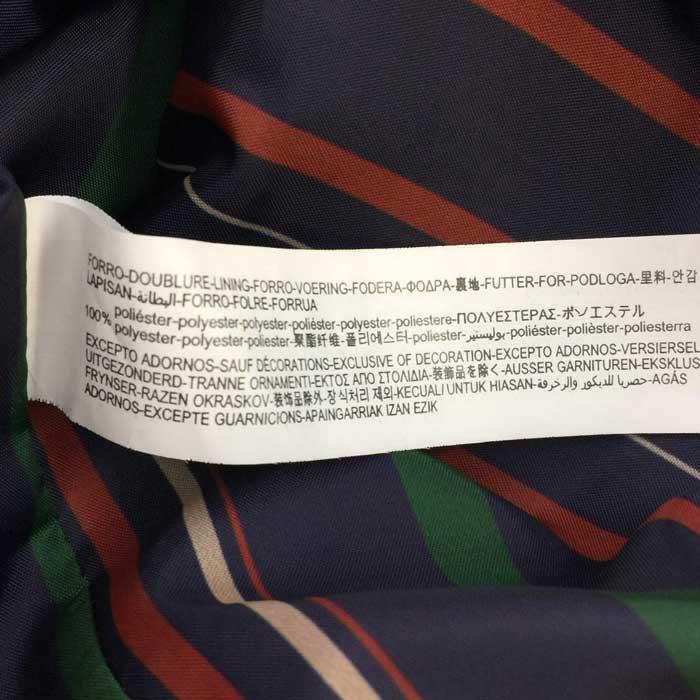 FORRO-DOUBLURE-LINING-FORRO-VOERING-FODERA-ΦΟΔΡΑ-裏地-FUTTER-FOR-PODLOGA-里料-안감
LAPISAN-البطانة-FORRO-FOLRE-FORRUA
100% poliéster-polyester-polyester-poliéster-polyester-poliestere-ΠΟΛΥΕΣΤΕΡΑΣ-ポリエステル
polyester-polyester-polyester-聚酯纤维-폴리에스터-poliester-بوليستير-poliéster-polièster-poliesterra
EXCEPTO ADORNOS-SAUF DÉCORATIONS-EXCLUSIVE OF DECORATION-EXCEPTO ADORNOS-VERSIERSEL
UITGEZONDERD-TRANNE ORNAMENTI-ΕΚΤΟΣ ΑΠΟ ΣΤΟΛΙΔΙΑ-装飾品を除く-AUSSER GARNITUREN-EKSKLUS
FRYNSER-RAZEN OKRASKOV-装饰品除外-장식처리 제외-KECUALI UNTUK HIASAN-حصريا للديكور والزخرفة-AGÁS
ADORNOS-EXCEPTE GUARNICIONS-APAINGARRIAK IZAN EZIK